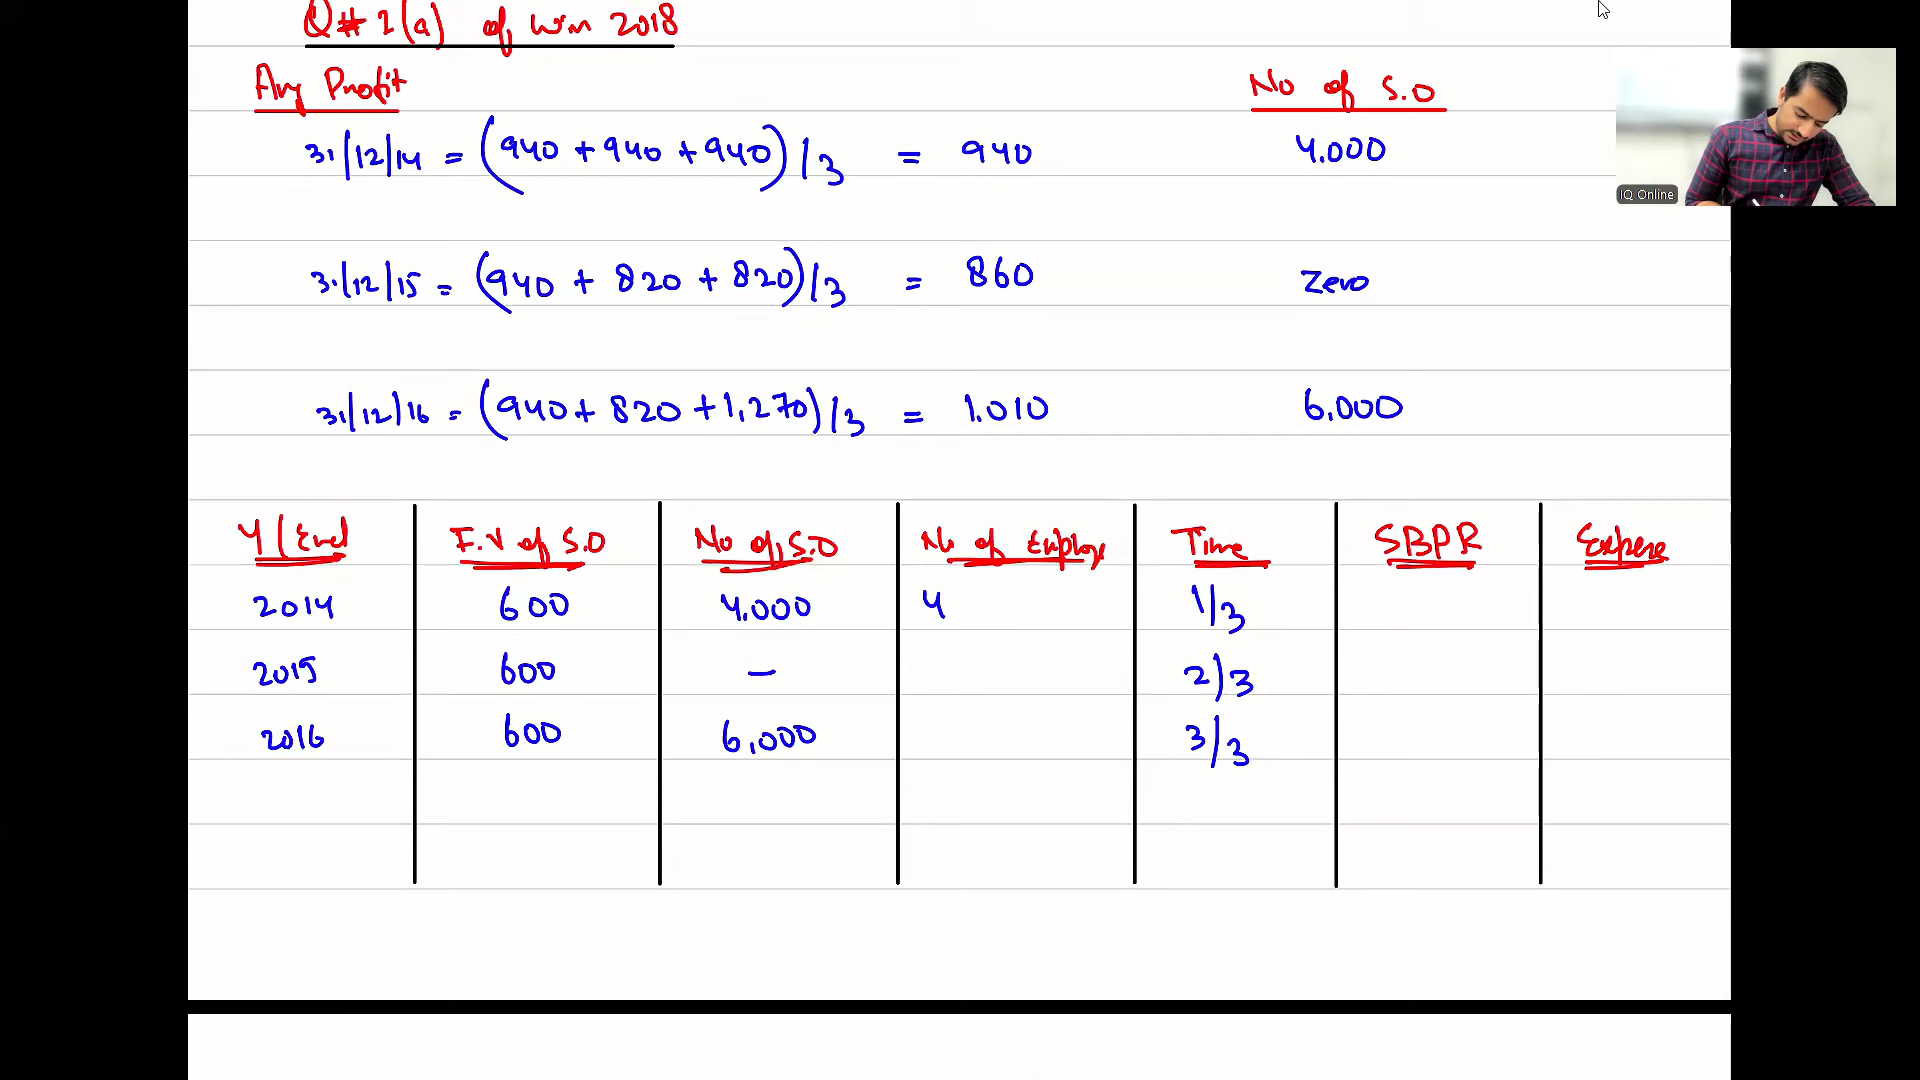 Q# 2(a) of Win 2018
Avg Profit No of S.O
31/12/14 = (940 + 940 + 940)/3 = 940 4,000
IQ Online
31/12/15 = (940 + 820 + 820)/3 = 860 Zero
31/12/16 = (940 + 820 + 1,270)/3 = 1,010 6,000
Y/End F.V of S.O No of S.O No of Employe Time SBPR Expense
2014 600 4,000 4 1/3
2015 600 — 2/3
2016 600 6,000 3/3